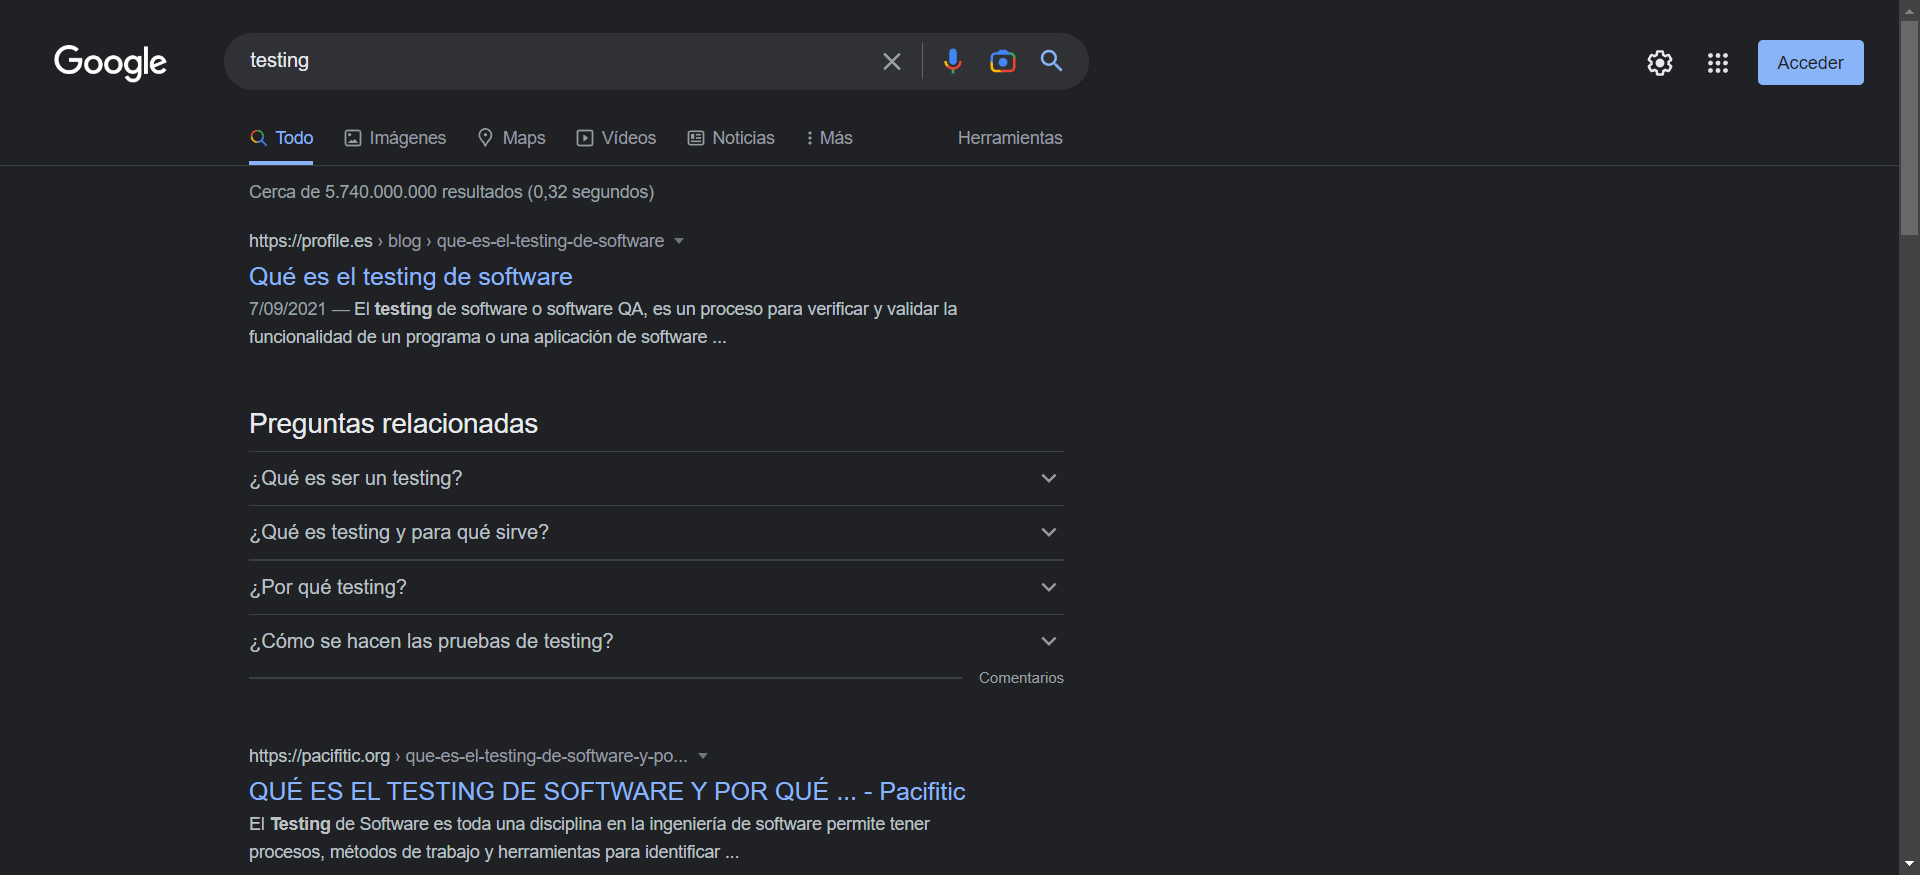 Google
testing
Acceder
Todo Imágenes Maps Vídeos Noticias Más Herramientas
Cerca de 5.740.000.000 resultados (0,32 segundos)
https://profile.es › blog › que-es-el-testing-de-software
Qué es el testing de software
7/09/2021 — El testing de software o software QA, es un proceso para verificar y validar la
funcionalidad de un programa o una aplicación de software ...
Preguntas relacionadas
¿Qué es ser un testing?
¿Qué es testing y para qué sirve?
¿Por qué testing?
¿Cómo se hacen las pruebas de testing?
Comentarios
https://pacifitic.org › que-es-el-testing-de-software-y-po...
QUÉ ES EL TESTING DE SOFTWARE Y POR QUÉ ... - Pacifitic
El Testing de Software es toda una disciplina en la ingeniería de software permite tener
procesos, métodos de trabajo y herramientas para identificar ...